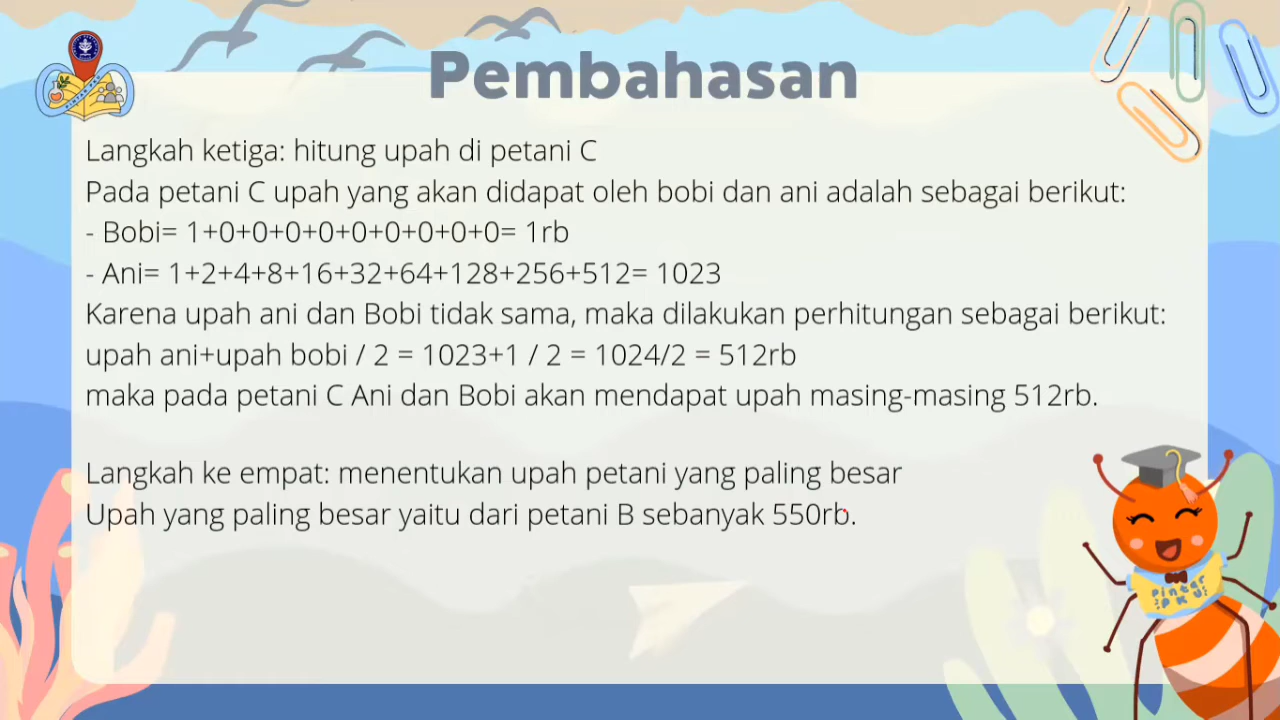 Pembahasan
Langkah ketiga: hitung upah di petani C
Pada petani C upah yang akan didapat oleh bobi dan ani adalah sebagai berikut:
- Bobi= 1+0+0+0+0+0+0+0+0+0= 1rb
- Ani= 1+2+4+8+16+32+64+128+256+512= 1023
Karena upah ani dan Bobi tidak sama, maka dilakukan perhitungan sebagai berikut:
upah ani+upah bobi / 2 = 1023+1 / 2 = 1024/2 = 512rb
maka pada petani C Ani dan Bobi akan mendapat upah masing-masing 512rb.
Langkah ke empat: menentukan upah petani yang paling besar
Upah yang paling besar yaitu dari petani B sebanyak 550rb.
Pintar
PKU